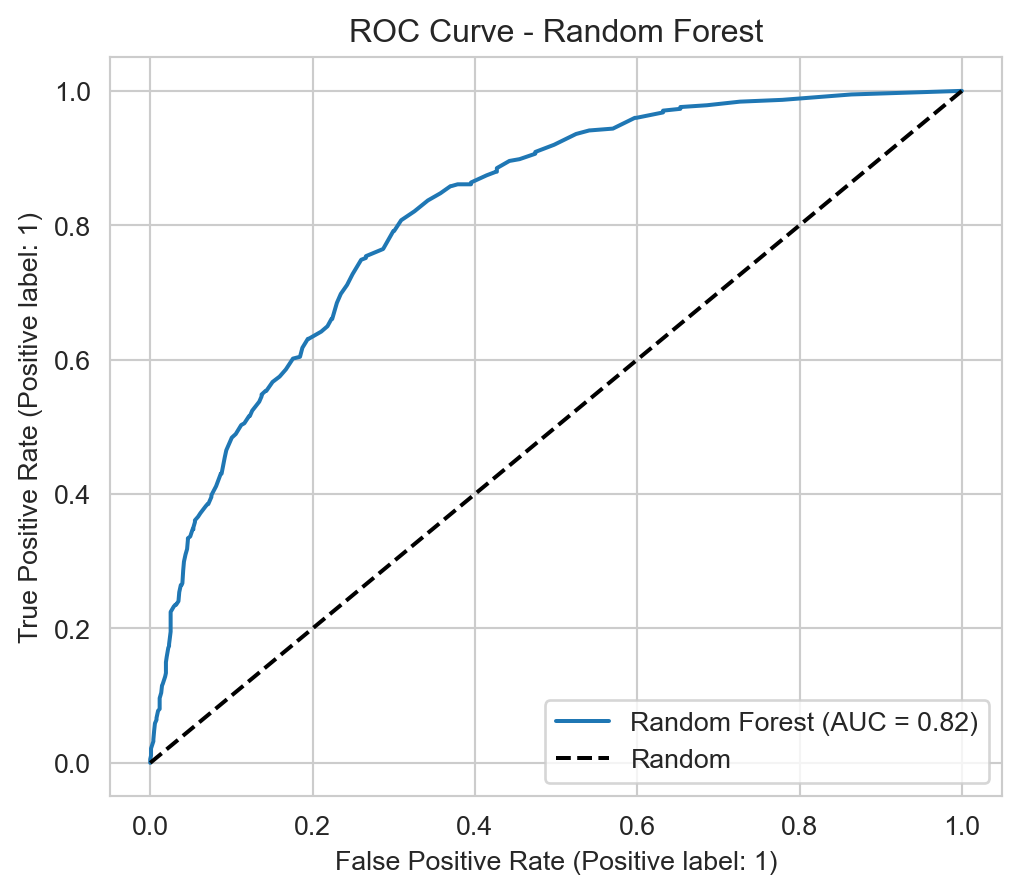 ROC Curve - Random Forest
True Positive Rate (Positive label: 1)
1.0
0.8
0.6
0.4
0.2
0.0
0.0 0.2 0.4 0.6 0.8 1.0
False Positive Rate (Positive label: 1)
Random Forest (AUC = 0.82)
Random